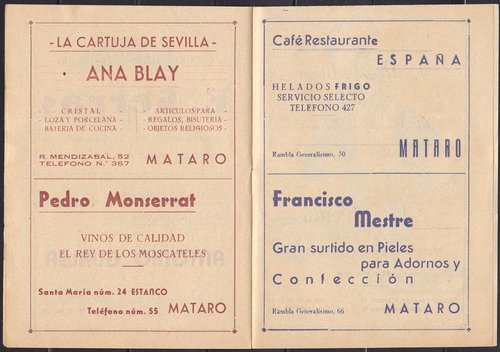 - LA CARTUJA DE SEVILLA -
ANA BLAY
CRISTAL
LOZA Y PORCELANA -
- BATERIA DE COCINA -
ARTICULOS PARA
- REGALOS, BISUTERIA
- OBJETOS RELIGIOSOS -
R. MENDIZABAL, 52
TELEFONO N.º 367
MATARO
Pedro Monserrat
VINOS DE CALIDAD
EL REY DE LOS MOSCATELES
Santa Maria núm. 24 ESTANCO
Teléfono núm. 55 MATARO
Café Restaurante
ESPAÑA
HELADOS FRIGO
SERVICIO SELECTO
TELEFONO 427
Rambla Generalísimo, 50
MATARO
Francisco
Mestre
Gran surtido en Pieles
para Adornos y
Confección
Rambla Generalísimo, 66 MATARO